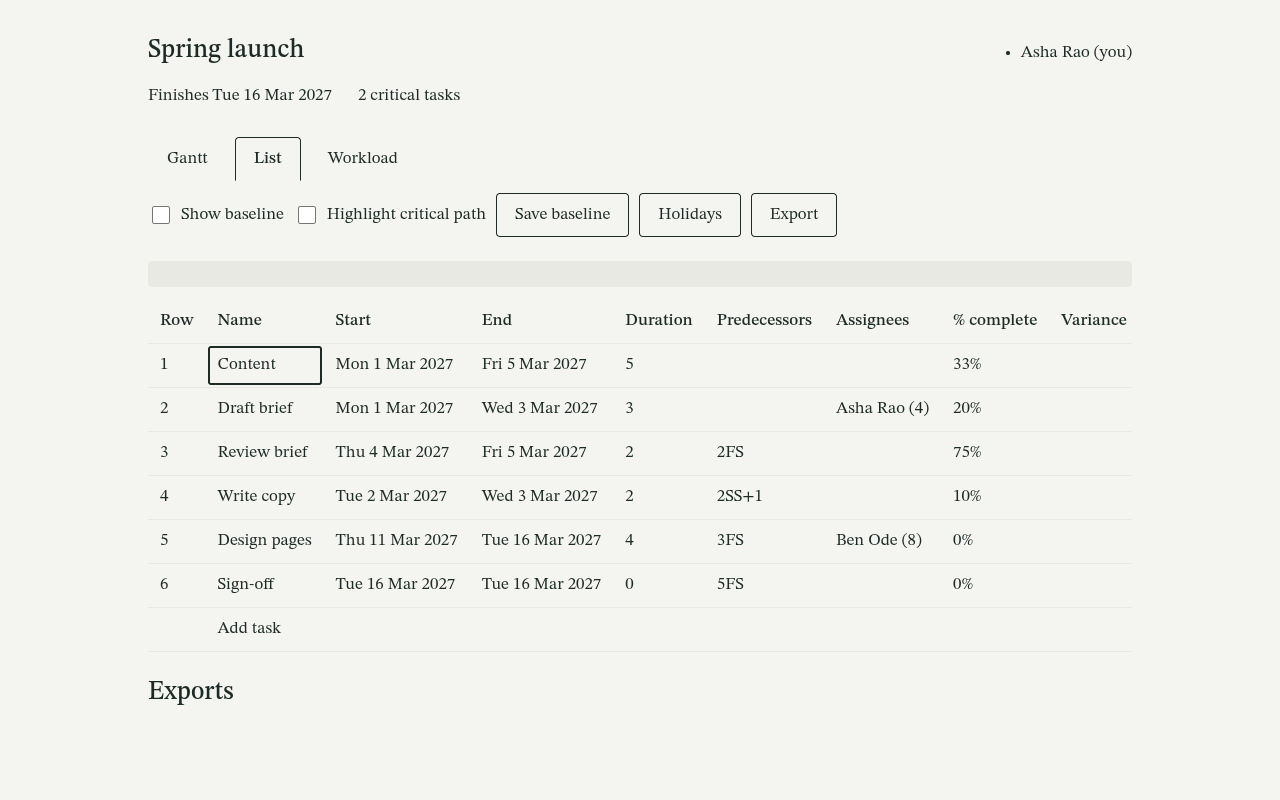 Spring launch
• Asha Rao (you)
Finishes Tue 16 Mar 2027 2 critical tasks
Gantt List Workload
Show baseline Highlight critical path Save baseline Holidays Export
Row Name Start End Duration Predecessors Assignees % complete Variance
1 Content Mon 1 Mar 2027 Fri 5 Mar 2027 5 33%
2 Draft brief Mon 1 Mar 2027 Wed 3 Mar 2027 3 Asha Rao (4) 20%
3 Review brief Thu 4 Mar 2027 Fri 5 Mar 2027 2 2FS 75%
4 Write copy Tue 2 Mar 2027 Wed 3 Mar 2027 2 2SS+1 10%
5 Design pages Thu 11 Mar 2027 Tue 16 Mar 2027 4 3FS Ben Ode (8) 0%
6 Sign-off Tue 16 Mar 2027 Tue 16 Mar 2027 0 5FS 0%
Add task
Exports